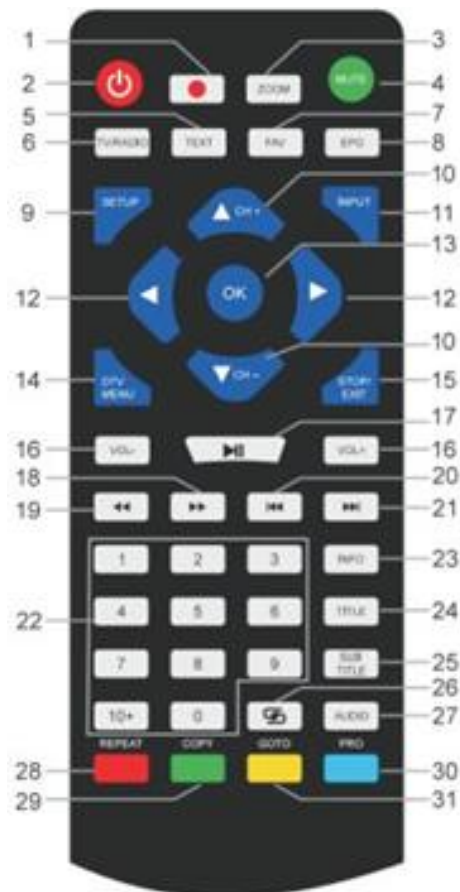 1 3
2 MUTE 4
ZOOM
5 7
6 TV/RADIO TEXT FAV EPG 8
9 SETUP CH+ INPUT 10
11
OK 13
12 12
10
14 DTV MENU CH- STOP/ EXIT 15
17
16 VOL- VOL+ 16
18 20
19 21
1 2 3 INFO 23
22 4 5 6 TITLE 24
7 8 9 SUB TITLE 25
26
10+ 0 AUDIO 27
REPEAT COPY GOTO PRO
28 30
29 31